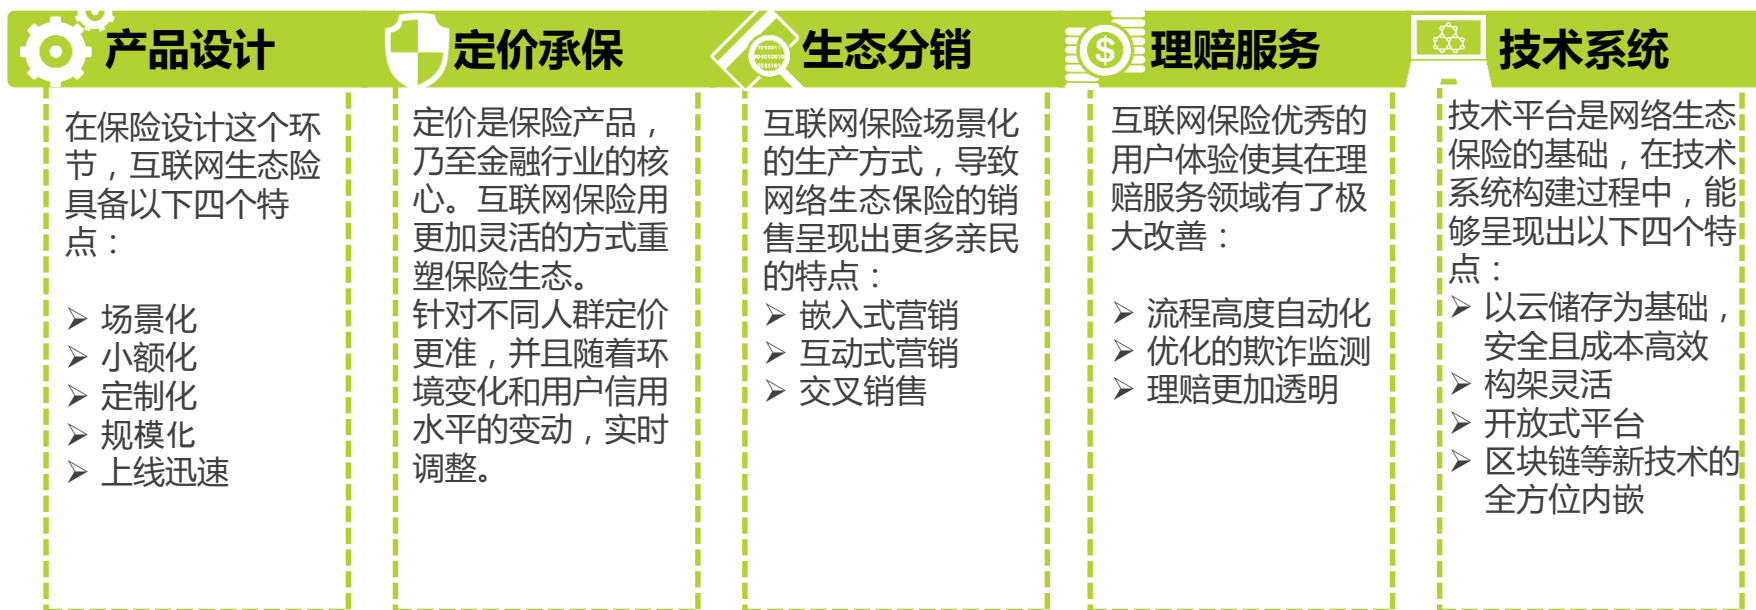 产品设计
在保险设计这个环
节，互联网生态险
具备以下四个特
点：
➢ 场景化
➢ 小额化
➢ 定制化
➢ 规模化
➢ 上线迅速
定价承保
定价是保险产品，
乃至金融行业的核
心。互联网保险用
更加灵活的方式重
塑保险生态。
针对不同人群定价
更准，并且随着环
境变化和用户信用
水平的变动，实时
调整。
生态分销
互联网保险场景化
的生产方式，导致
网络生态保险的销
售呈现出更多亲民
的特点：
➢ 嵌入式营销
➢ 互动式营销
➢ 交叉销售
理赔服务
互联网保险优秀的
用户体验使其在理
赔服务领域有了极
大改善：
➢ 流程高度自动化
➢ 优化的欺诈监测
➢ 理赔更加透明
技术系统
技术平台是网络生态
保险的基础，在技术
系统构建过程中，能
够呈现出以下四个特
点：
➢ 以云储存为基础，
安全且成本高效
➢ 构架灵活
➢ 开放式平台
➢ 区块链等新技术的
全方位内嵌